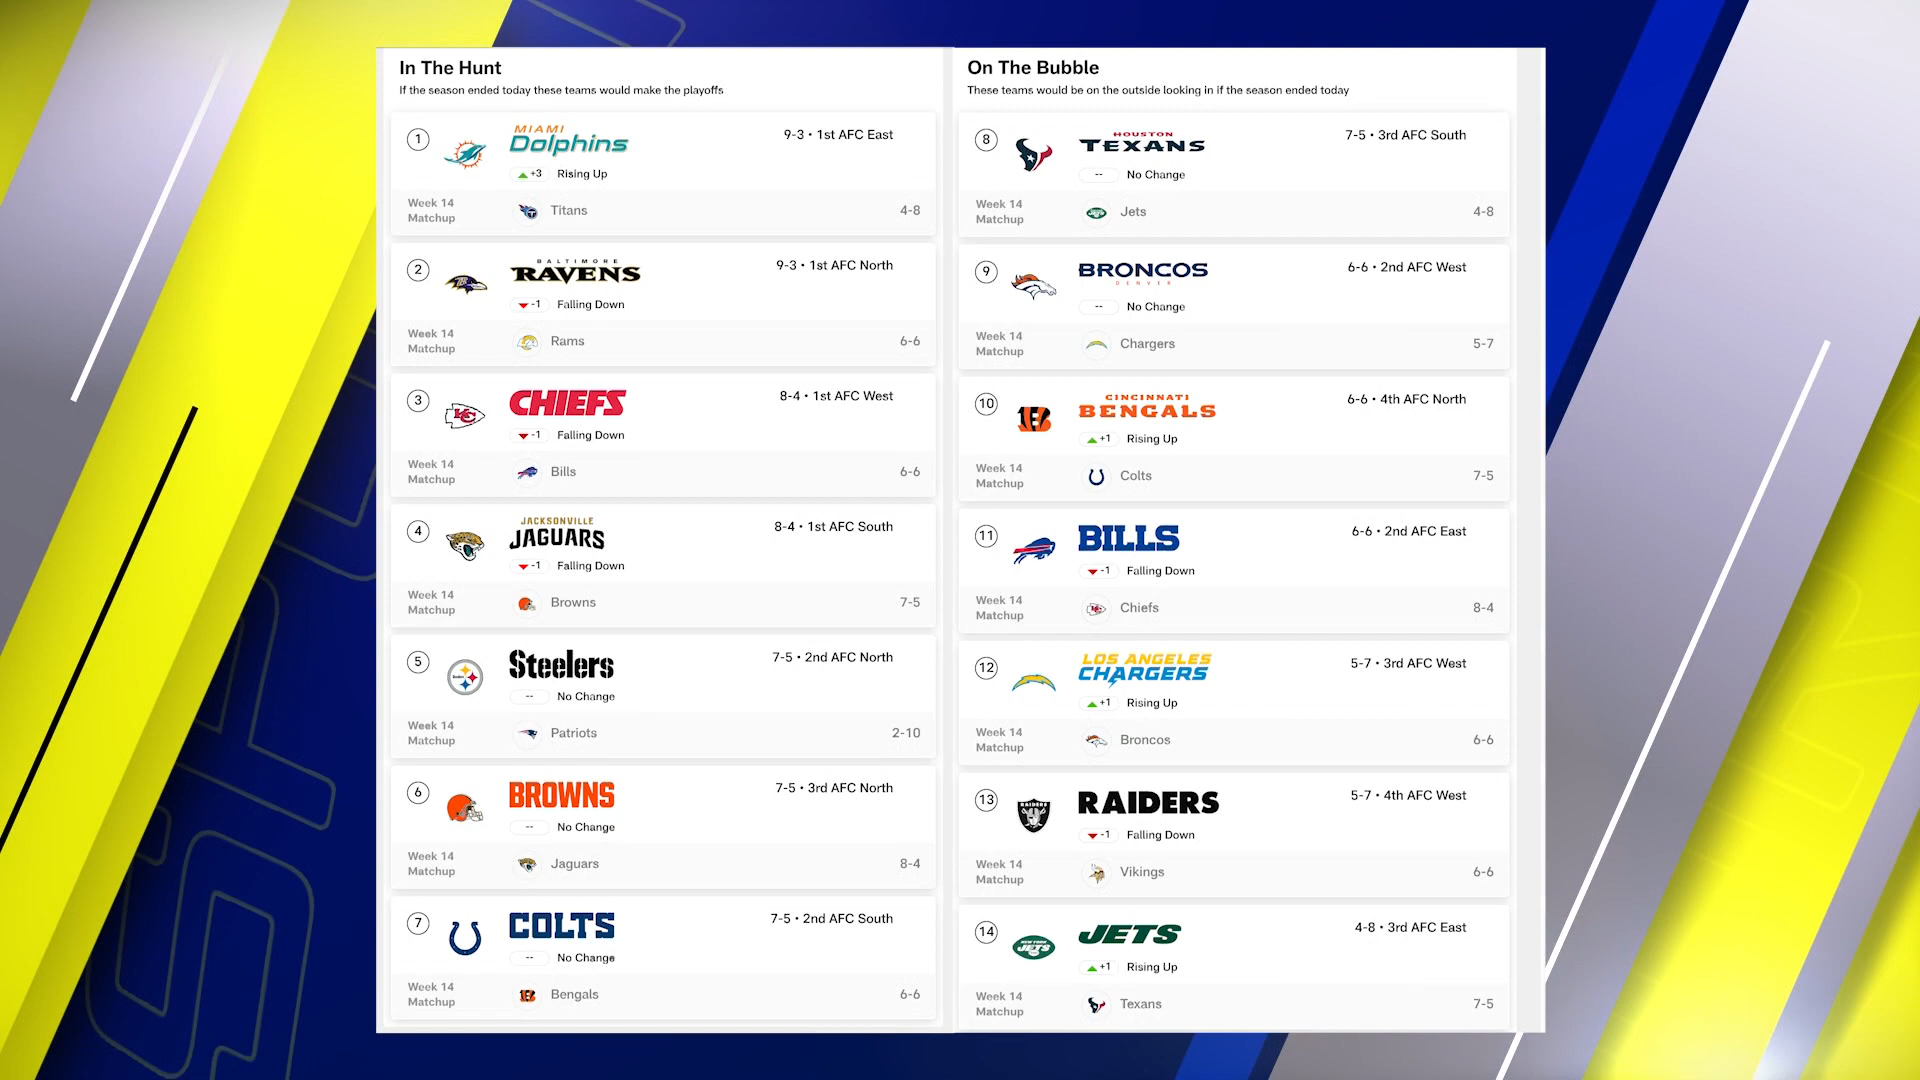 In The Hunt
If the season ended today these teams would make the playoffs
1
MIAMI
Dolphins
9-3 • 1st AFC East
+3 Rising Up
Week 14
Matchup
Titans
4-8
2
BALTIMORE
RAVENS
9-3 • 1st AFC North
-1 Falling Down
Week 14
Matchup
Rams
6-6
3
CHIEFS
8-4 • 1st AFC West
-1 Falling Down
Week 14
Matchup
Bills
6-6
4
JACKSONVILLE
JAGUARS
8-4 • 1st AFC South
-1 Falling Down
Week 14
Matchup
Browns
7-5
5
Steelers
7-5 • 2nd AFC North
-- No Change
Week 14
Matchup
Patriots
2-10
6
BROWNS
7-5 • 3rd AFC North
-- No Change
Week 14
Matchup
Jaguars
8-4
7
COLTS
7-5 • 2nd AFC South
-- No Change
Week 14
Matchup
Bengals
6-6
On The Bubble
These teams would be on the outside looking in if the season ended today
8
HOUSTON
TEXANS
7-5 • 3rd AFC South
-- No Change
Week 14
Matchup
Jets
4-8
9
BRONCOS
DENVER
6-6 • 2nd AFC West
-- No Change
Week 14
Matchup
Chargers
5-7
10
CINCINNATI
BENGALS
6-6 • 4th AFC North
+1 Rising Up
Week 14
Matchup
Colts
7-5
11
BILLS
6-6 • 2nd AFC East
-1 Falling Down
Week 14
Matchup
Chiefs
8-4
12
LOS ANGELES
CHARGERS
5-7 • 3rd AFC West
+1 Rising Up
Week 14
Matchup
Broncos
6-6
13
RAIDERS
RAIDERS
5-7 • 4th AFC West
-1 Falling Down
Week 14
Matchup
Vikings
6-6
14
NEW YORK
JETS
JETS
4-8 • 3rd AFC East
+1 Rising Up
Week 14
Matchup
Texans
7-5